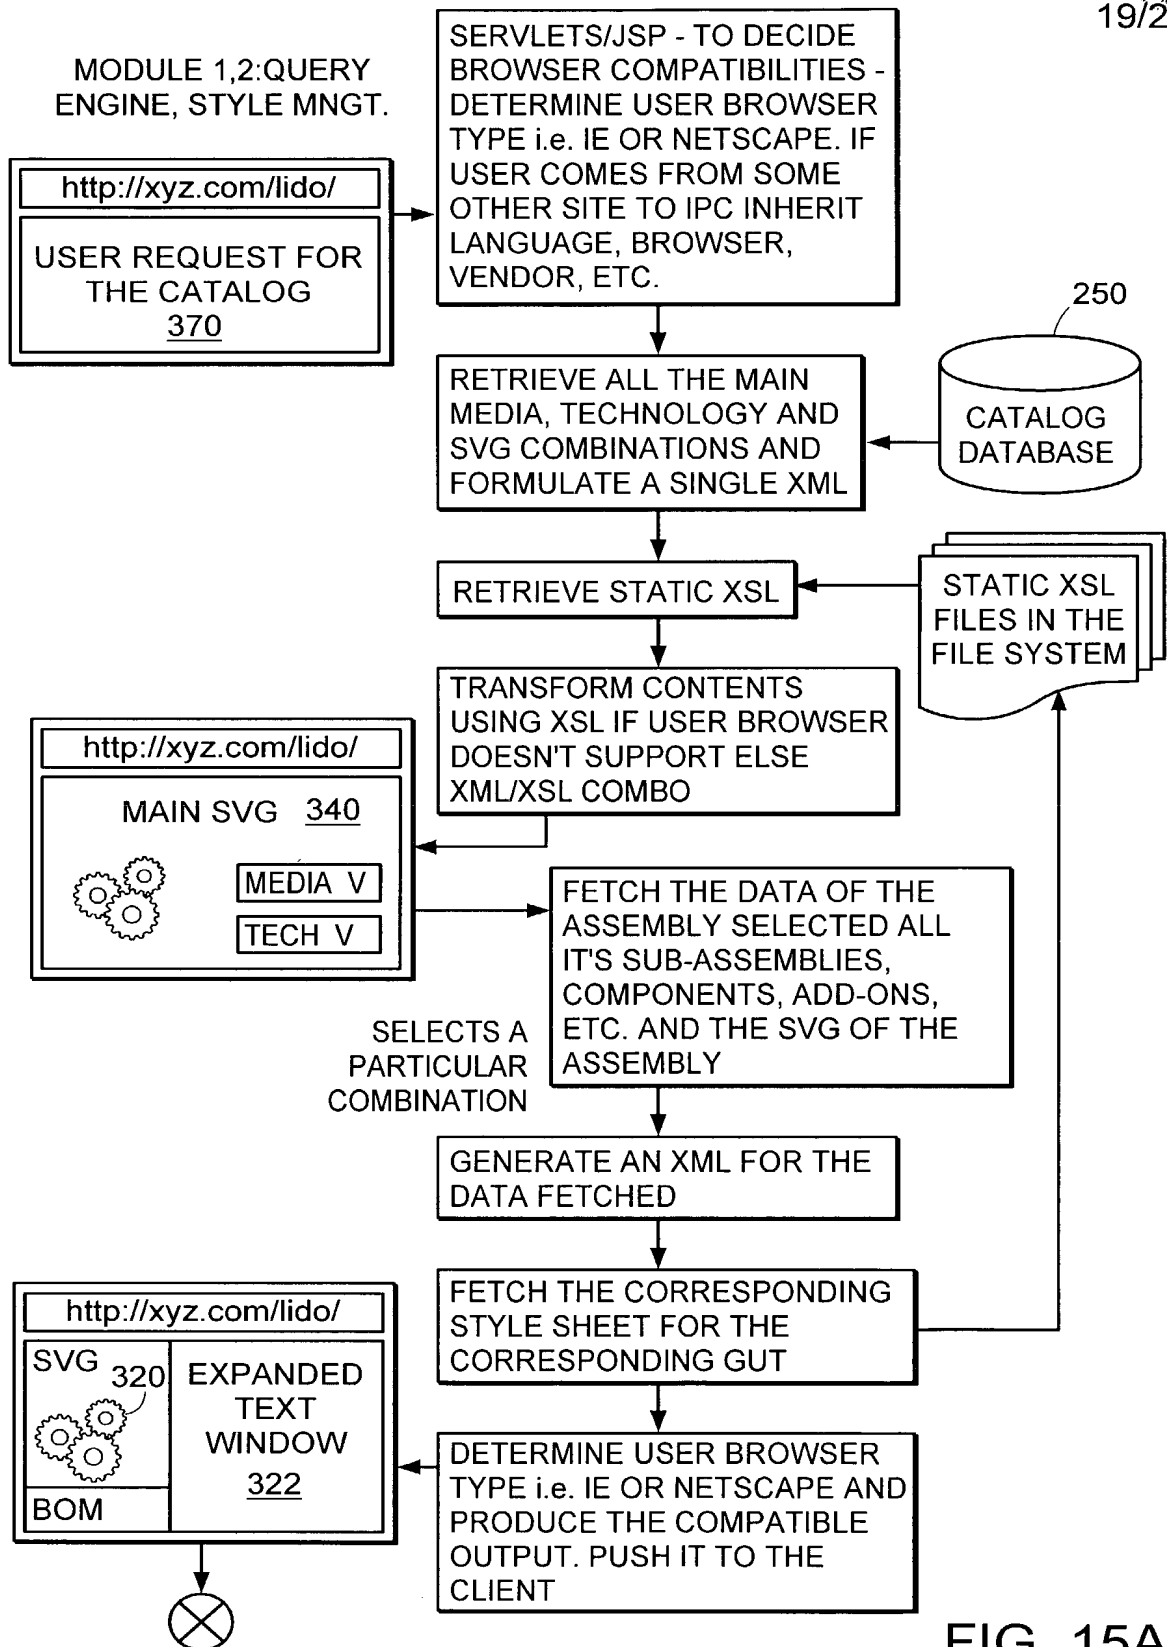 19/2
MODULE 1,2:QUERY
ENGINE, STYLE MNGT.
http://xyz.com/lido/
USER REQUEST FOR
THE CATALOG
370
SERVLETS/JSP - TO DECIDE
BROWSER COMPATIBILITIES -
DETERMINE USER BROWSER
TYPE i.e. IE OR NETSCAPE. IF
USER COMES FROM SOME
OTHER SITE TO IPC INHERIT
LANGUAGE, BROWSER,
VENDOR, ETC.
250
RETRIEVE ALL THE MAIN
MEDIA, TECHNOLOGY AND
SVG COMBINATIONS AND
FORMULATE A SINGLE XML
CATALOG
DATABASE
RETRIEVE STATIC XSL
STATIC XSL
FILES IN THE
FILE SYSTEM
TRANSFORM CONTENTS
USING XSL IF USER BROWSER
DOESN'T SUPPORT ELSE
XML/XSL COMBO
http://xyz.com/lido/
MAIN SVG 340
MEDIA V
TECH V
FETCH THE DATA OF THE
ASSEMBLY SELECTED ALL
IT'S SUB-ASSEMBLIES,
COMPONENTS, ADD-ONS,
ETC. AND THE SVG OF THE
ASSEMBLY
SELECTS A
PARTICULAR
COMBINATION
GENERATE AN XML FOR THE
DATA FETCHED
FETCH THE CORRESPONDING
STYLE SHEET FOR THE
CORRESPONDING GUT
http://xyz.com/lido/
SVG
320
BOM
EXPANDED
TEXT
WINDOW
322
DETERMINE USER BROWSER
TYPE i.e. IE OR NETSCAPE AND
PRODUCE THE COMPATIBLE
OUTPUT. PUSH IT TO THE
CLIENT
FIG. 15A